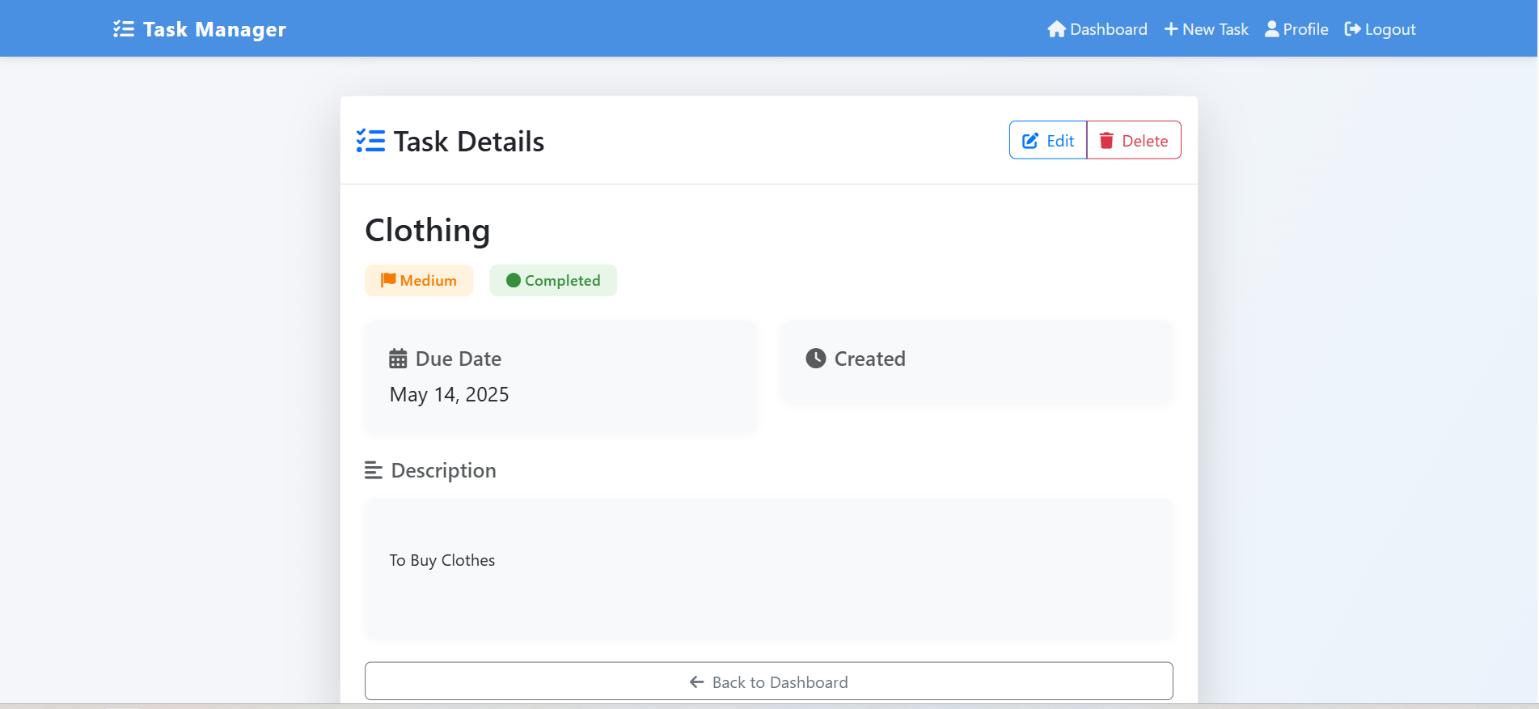 Task Manager
Dashboard New Task Profile Logout
Task Details
Edit Delete
Clothing
Medium Completed
Due Date
May 14, 2025
Created
Description
To Buy Clothes
Back to Dashboard